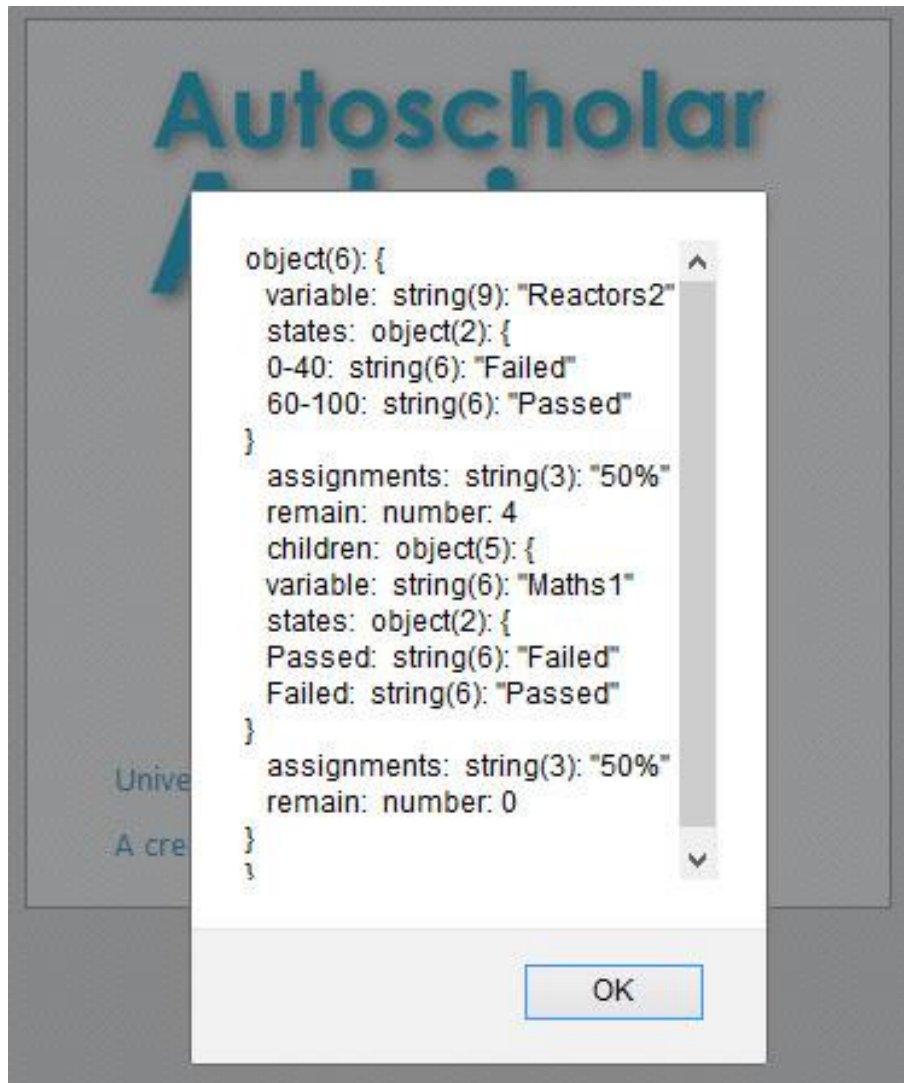 Autoscholar
object(6): {
variable: string(9): "Reactors2"
states: object(2): {
0-40: string(6): "Failed"
60-100: string(6): "Passed"
}
assignments: string(3): "50%"
remain: number: 4
children: object(5): {
variable: string(6): "Maths1"
states: object(2): {
Passed: string(6): "Failed"
Failed: string(6): "Passed"
}
assignments: string(3): "50%"
Unive
remain: number: 0
A cre
}
}
OK